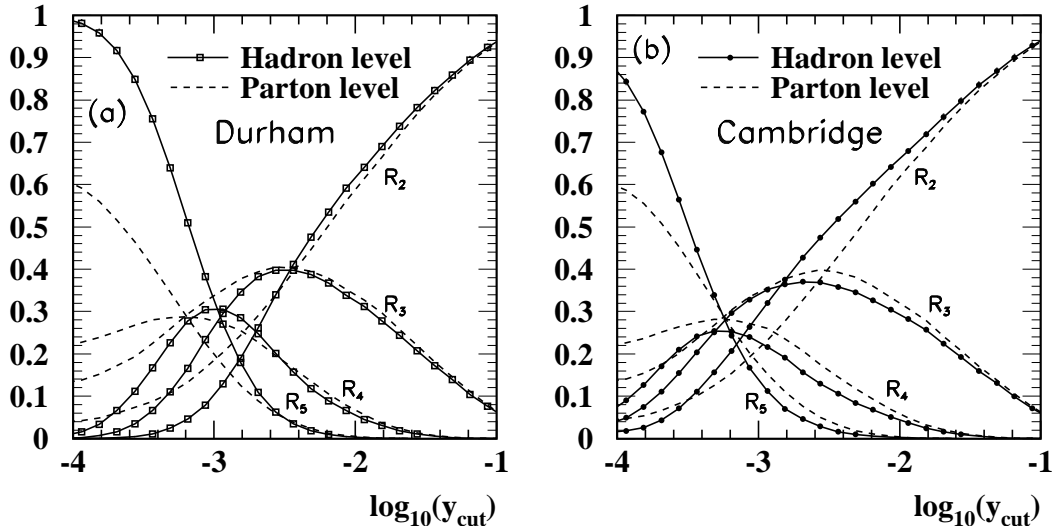 1
0.9
0.8
0.7
0.6
0.5
0.4
0.3
0.2
0.1
0
-4
-3
-2
-1
log10(ycut)
Hadron level
Parton level
(a)
Durham
R2
R3
R4
R5
1
0.9
0.8
0.7
0.6
0.5
0.4
0.3
0.2
0.1
0
-4
-3
-2
-1
log10(ycut)
(b)
Hadron level
Parton level
Cambridge
R2
R3
R4
R5